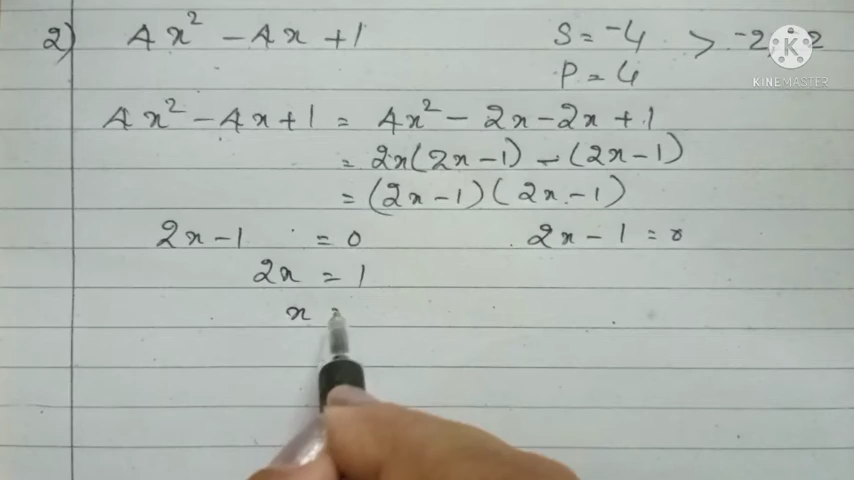 2) 4x² - 4x + 1 S = -4 > -2, -2
P = 4
KINEMASTER
4x² - 4x + 1 = 4x² - 2x - 2x + 1
= 2x(2x - 1) - (2x - 1)
= (2x - 1)(2x - 1)
2x - 1 = 0 2x - 1 = 0
2x = 1
x =